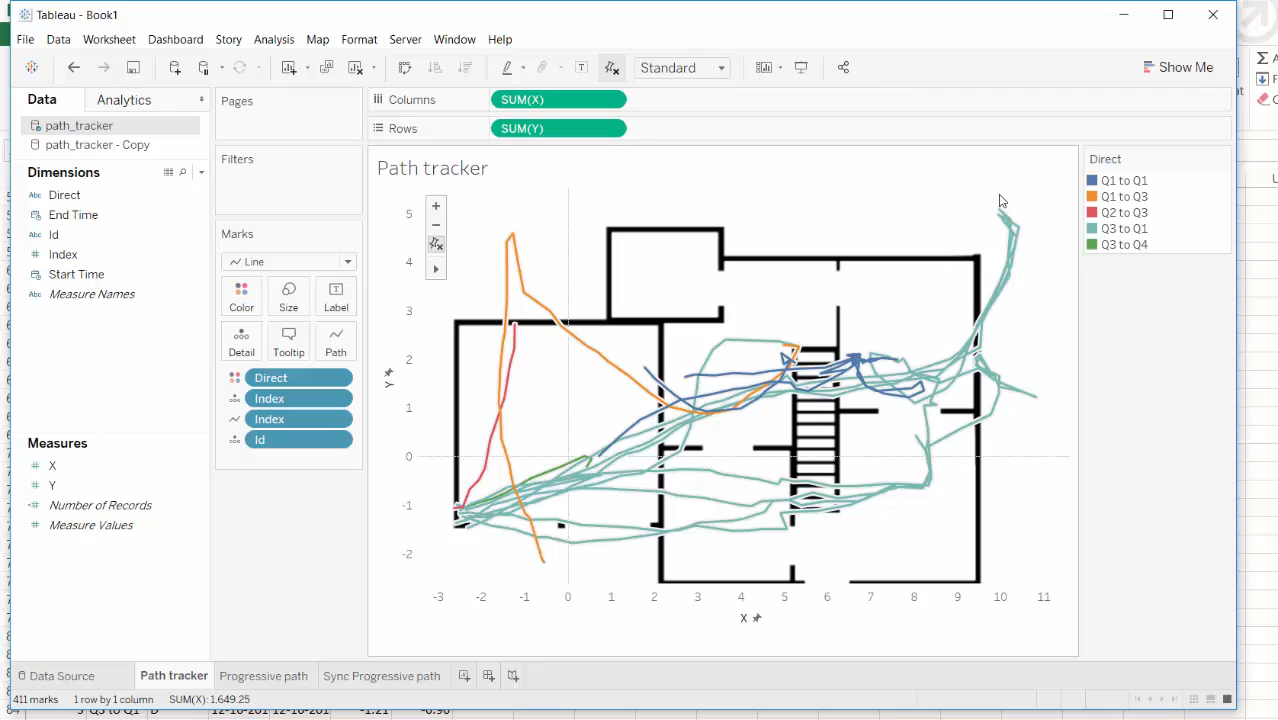 Tableau - Book1
File Data Worksheet Dashboard Story Analysis Map Format Server Window Help
Standard
Show Me
Data Analytics
path_tracker
path_tracker - Copy
Dimensions
Abc Direct
End Time
Abc Id
# Index
Start Time
Abc Measure Names
Measures
# X
# Y
=# Number of Records
# Measure Values
Pages
Filters
Marks
Line
Color Size Label
Detail Tooltip Path
Direct
Index
Index
Id
Columns SUM(X)
Rows SUM(Y)
Path tracker
5
4
3
2
1
0
-1
-2
Y
-3 -2 -1 0 1 2 3 4 5 6 7 8 9 10 11
X
Direct
Q1 to Q1
Q1 to Q3
Q2 to Q3
Q3 to Q1
Q3 to Q4
Data Source Path tracker Progressive path Sync Progressive path
411 marks 1 row by 1 column SUM(X): 1,649.25